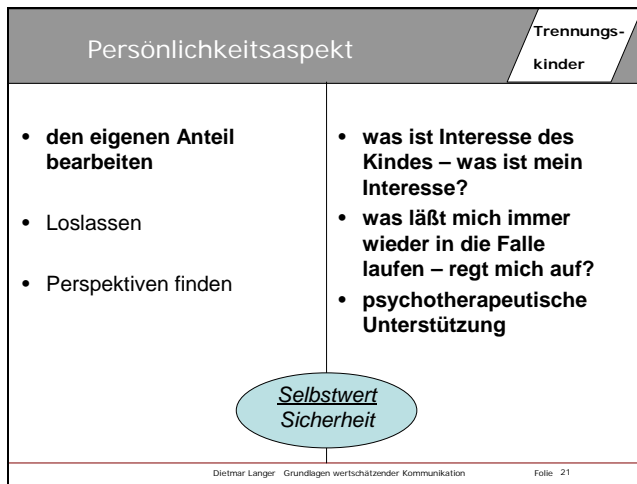 Persönlichkeitsaspekt
Trennungs-
kinder
• den eigenen Anteil
bearbeiten
• Loslassen
• Perspektiven finden
• was ist Interesse des
Kindes – was ist mein
Interesse?
• was läßt mich immer
wieder in die Falle
laufen – regt mich auf?
• psychotherapeutische
Unterstützung
Selbstwert
Sicherheit
Dietmar Langer Grundlagen wertschätzender Kommunikation Folie 21